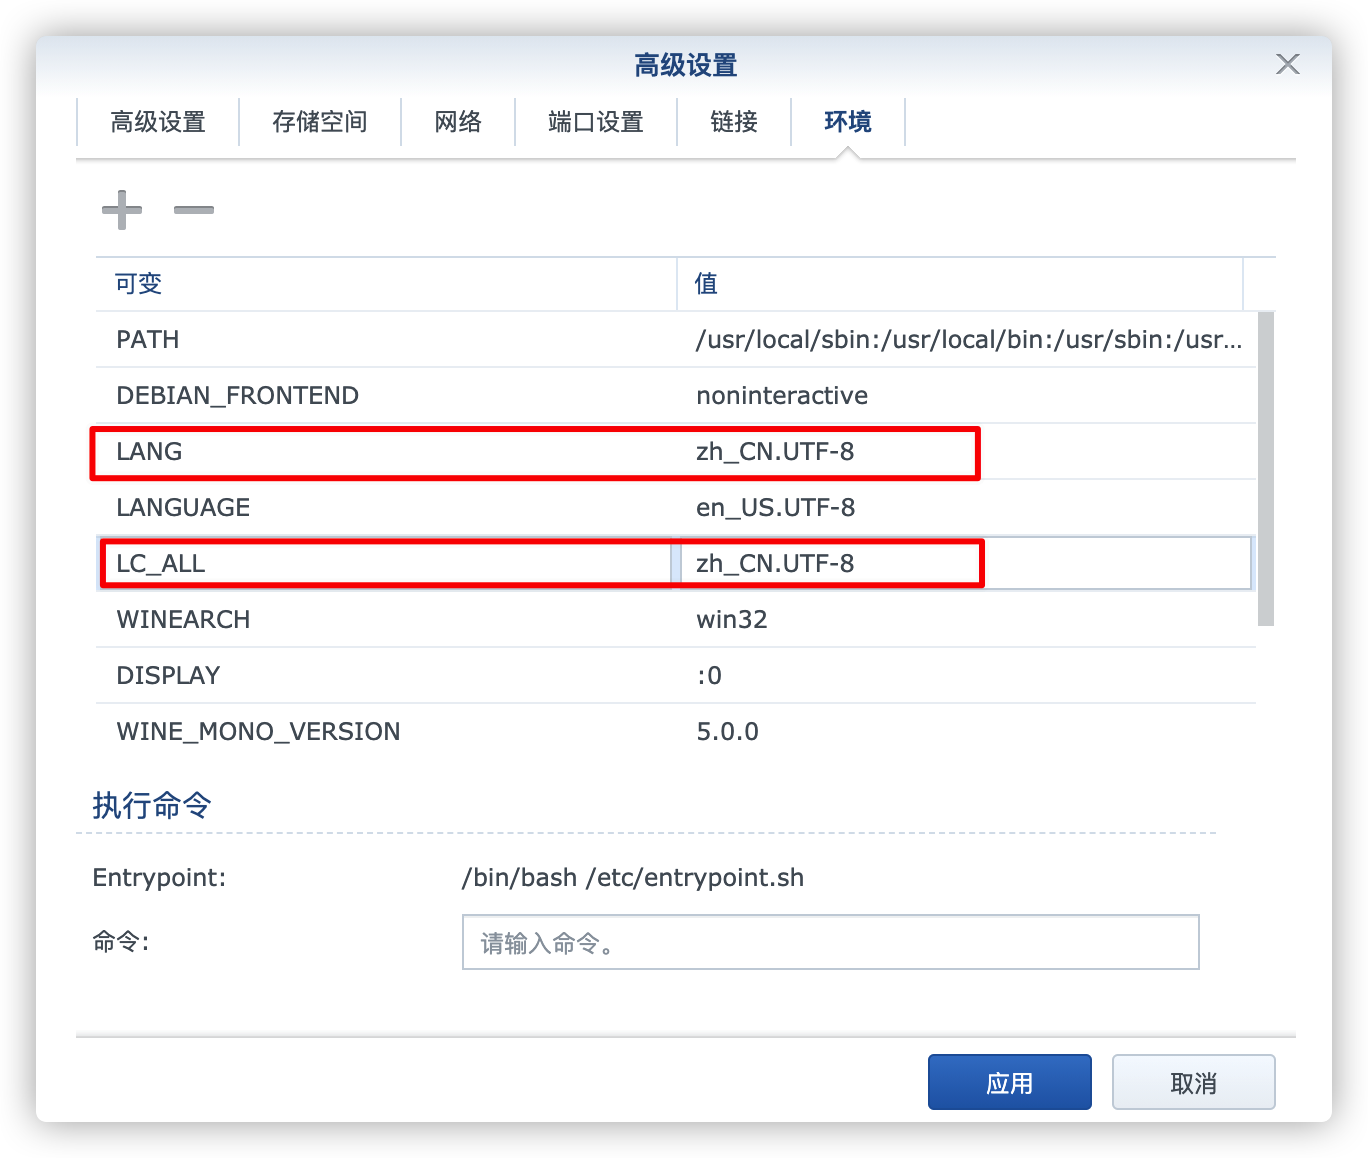 高级设置
高级设置 存储空间 网络 端口设置 链接 环境
可变 值
PATH /usr/local/sbin:/usr/local/bin:/usr/sbin:/usr...
DEBIAN_FRONTEND noninteractive
LANG zh_CN.UTF-8
LANGUAGE en_US.UTF-8
LC_ALL zh_CN.UTF-8
WINEARCH win32
DISPLAY :0
WINE_MONO_VERSION 5.0.0
执行命令
Entrypoint: /bin/bash /etc/entrypoint.sh
命令: 请输入命令。
应用 取消